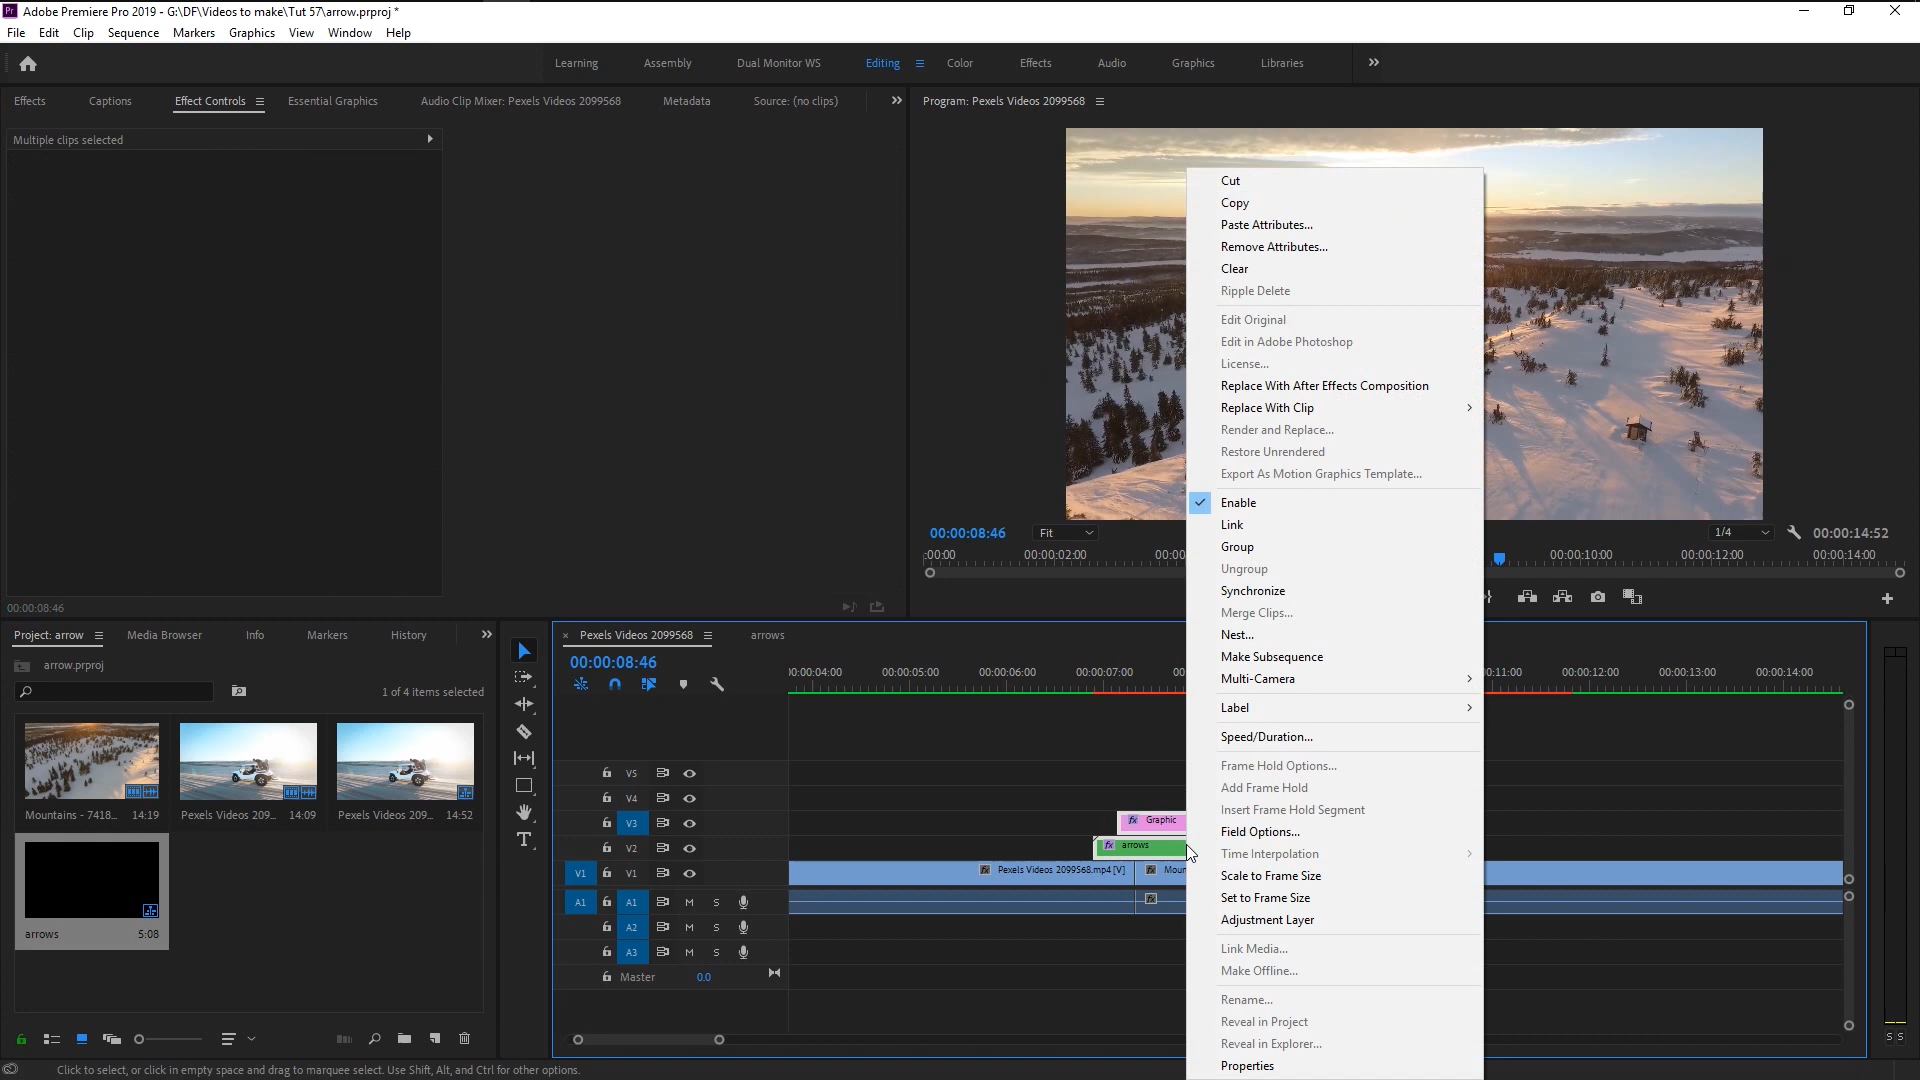 Adobe Premiere Pro 2019 - G:\DF\Videos to make\Tut 57\arrow.prproj *
File Edit Clip Sequence Markers Graphics View Window Help
Learning Assembly Dual Monitor WS Editing Color Effects Audio Graphics Libraries
Effects Captions Effect Controls Essential Graphics Audio Clip Mixer: Pexels Videos 2099568 Metadata Source: (no clips)
Multiple clips selected
00:00:08:46
Program: Pexels Videos 2099568
00:00:08:46 Fit 1/4 00:00:14:52
:00:00 00:00:02:00 00:00:10:00 00:00:12:00 00:00:14:00
Cut
Copy
Paste Attributes...
Remove Attributes...
Clear
Ripple Delete
Edit Original
Edit in Adobe Photoshop
License...
Replace With After Effects Composition
Replace With Clip
Render and Replace...
Restore Unrendered
Export As Motion Graphics Template...
Enable
Link
Group
Ungroup
Synchronize
Merge Clips...
Nest...
Make Subsequence
Multi-Camera
Label
Speed/Duration...
Frame Hold Options...
Add Frame Hold
Insert Frame Hold Segment
Field Options...
Time Interpolation
Scale to Frame Size
Set to Frame Size
Adjustment Layer
Link Media...
Make Offline...
Rename...
Reveal in Project
Reveal in Explorer...
Properties
Project: arrow Media Browser Info Markers History
arrow.prproj
1 of 4 items selected
Mountains - 7418... 14:19 Pexels Videos 209... 14:09 Pexels Videos 209... 14:52
arrows 5:08
Pexels Videos 2099568 arrows
00:00:08:46
00:00:04:00 00:00:05:00 00:00:06:00 00:00:07:00 00:00:12:00 00:00:13:00 00:00:14:00
V5
V4
V3 fx Graphic
V2 fx arrows
V1 V1 fx Pexels Videos 2099568.mp4 [V] fx
A1 A1 M S fx
A2 M S
A3 M S
Master 0.0
S S
Click to select, or click in empty space and drag to marquee select. Use Shift, Alt, and Ctrl for other options.